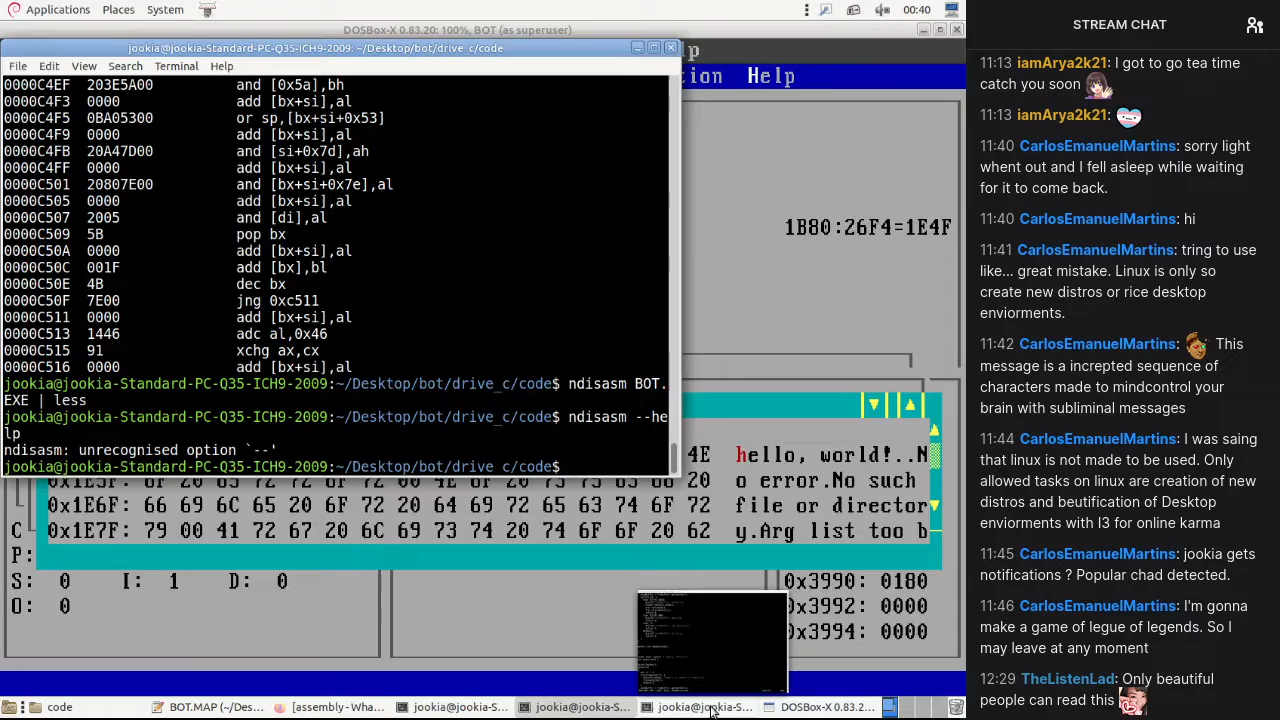 Applications Places System
00:40
DOSBox-X 0.83.20: 100%, BOT (as superuser)
jookia@jookia-Standard-PC-Q35-ICH9-2009: ~/Desktop/bot/drive_c/code
File Edit View Search Terminal Help
Help
0000C4EF 203E5A00 and [0x5a],bh
0000C4F3 0000 add [bx+si],al
0000C4F5 0BA05300 or sp,[bx+si+0x53]
0000C4F9 0000 add [bx+si],al
0000C4FB 20A47D00 and [si+0x7d],ah
0000C4FF 0000 add [bx+si],al
0000C501 20807E00 and [bx+si+0x7e],al
0000C505 0000 add [bx+si],al
0000C507 2005 and [di],al
0000C509 5B pop bx
0000C50A 0000 add [bx+si],al
0000C50C 001F add [bx],bl
0000C50E 4B dec bx
0000C50F 7E00 jng 0xc511
0000C511 0000 add [bx+si],al
0000C513 1446 adc al,0x46
0000C515 91 xchg ax,cx
0000C516 0000 add [bx+si],al
jookia@jookia-Standard-PC-Q35-ICH9-2009:~/Desktop/bot/drive_c/code$ ndisasm BOT.
EXE | less
jookia@jookia-Standard-PC-Q35-ICH9-2009:~/Desktop/bot/drive_c/code$ ndisasm --he
lp
ndisasm: unrecognised option `--'
jookia@jookia-Standard-PC-Q35-ICH9-2009:~/Desktop/bot/drive_c/code$
1B80:26F4=1E4F
4E hello, world!..N
o error.No such
0x1E6F: 66 69 6C 65 20 6F 72 20 64 69 72 65 63 74 6F 72 file or director
0x1E7F: 79 00 41 72 67 20 6C 69 73 74 20 74 6F 6F 20 62 y.Arg list too b
C
P:
S: 0 I: 1 D: 0
O: 0
0x3990: 0180
code
BOT.MAP (~/D...
[assembly - Wha...
jookia@jookia-S...
jookia@jookia-S...
jookia@jookia-S...
DOSBox-X 0.83.2...
STREAM CHAT
11:13 iamArya2k21: I got to go tea time
catch you soon
11:13 iamArya2k21:
11:40 CarlosEmanuelMartins: sorry light
whent out and I fell asleep while waiting
for it to come back.
11:40 CarlosEmanuelMartins: hi
11:41 CarlosEmanuelMartins: tring to use
like... great mistake. Linux is only so
create new distros or rice desktop
enviorments.
11:42 CarlosEmanuelMartins: This
message is a increpted sequence of
characters made to mndcontrol your
brain with subliminal messages
11:44 CarlosEmanuelMartins: I was saing
that linux is not made to be used. Only
allowed tasks on linux are creation of new
distros and beutification of Desktop
enviorments with I3 for online karma
11:45 CarlosEmanuelMartins: jookia gets
notifications ? Popular chad detected.
CarlosEmanuelMartins: Im gonna
play a game of league of legends. So I
leave at an high moment.
12:28 TheListener: Only beautiful
people can read this